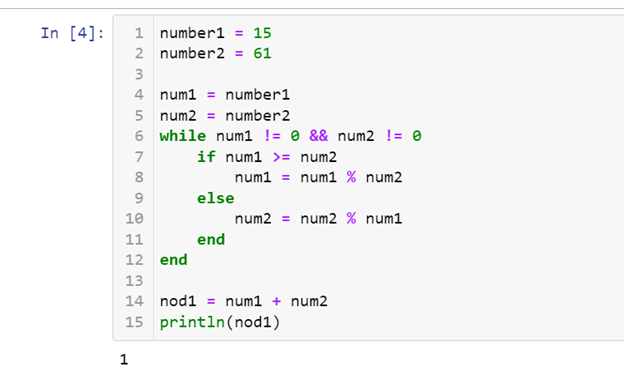 In [4]:
1 number1 = 15
2 number2 = 61
3
4 num1 = number1
5 num2 = number2
6 while num1 != 0 && num2 != 0
7     if num1 >= num2
8         num1 = num1 % num2
9     else
10         num2 = num2 % num1
11     end
12 end
13
14 nod1 = num1 + num2
15 println(nod1)
1